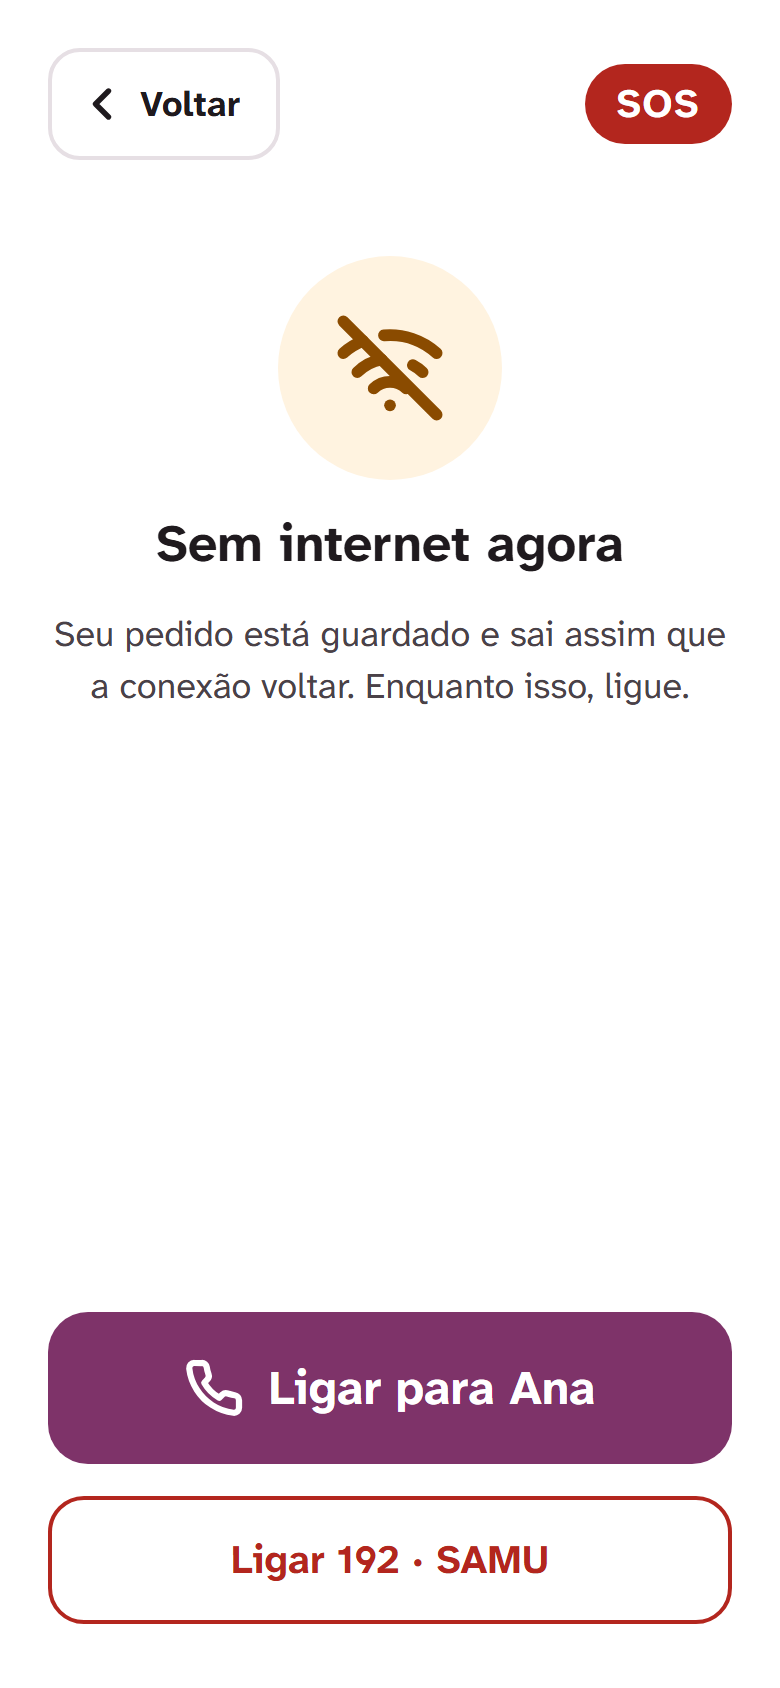 Voltar
SOS
Sem internet agora
Seu pedido está guardado e sai assim que
a conexão voltar. Enquanto isso, ligue.
Ligar para Ana
Ligar 192 · SAMU